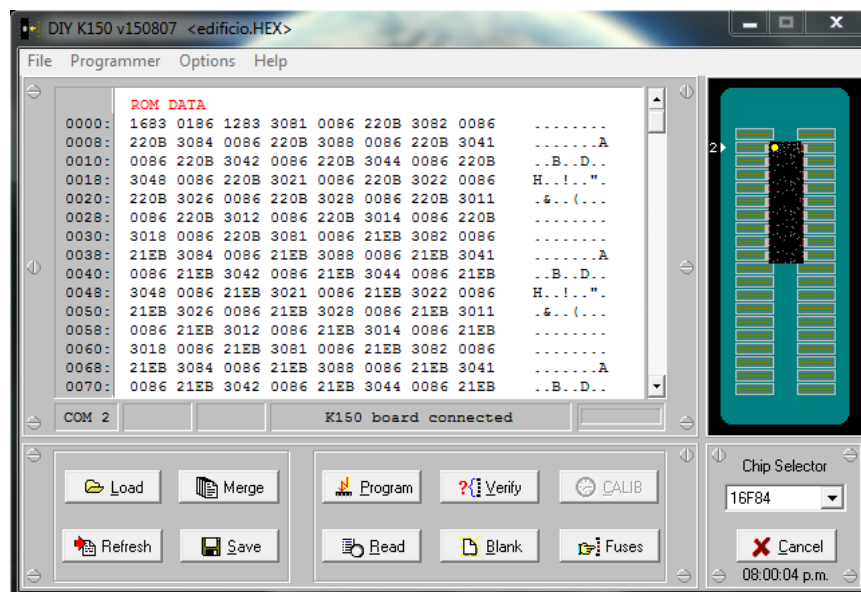 DIY K150 v150807 <edificio.HEX>
File Programmer Options Help
ROM DATA
0000: 1683 0186 1283 3081 0086 220B 3082 0086 ........
0008: 220B 3084 0086 220B 3088 0086 220B 3041 .......A
0010: 0086 220B 3042 0086 220B 3044 0086 220B ..B..D..
0018: 3048 0086 220B 3021 0086 220B 3022 0086 H..!..".
0020: 220B 3026 0086 220B 3028 0086 220B 3011 .&..(...
0028: 0086 220B 3012 0086 220B 3014 0086 220B ........
0030: 3018 0086 220B 3081 0086 21EB 3082 0086 ........
0038: 21EB 3084 0086 21EB 3088 0086 21EB 3041 .......A
0040: 0086 21EB 3042 0086 21EB 3044 0086 21EB ..B..D..
0048: 3048 0086 21EB 3021 0086 21EB 3022 0086 H..!..".
0050: 21EB 3026 0086 21EB 3028 0086 21EB 3011 .&..(...
0058: 0086 21EB 3012 0086 21EB 3014 0086 21EB ........
0060: 3018 0086 21EB 3081 0086 21EB 3082 0086 ........
0068: 21EB 3084 0086 21EB 3088 0086 21EB 3041 .......A
0070: 0086 21EB 3042 0086 21EB 3044 0086 21EB ..B..D..
2
COM 2 K150 board connected
Load Merge Program ?{ Verify CALIB
Refresh Save Read Blank Fuses
Chip Selector
16F84
Cancel
08:00:04 p.m.